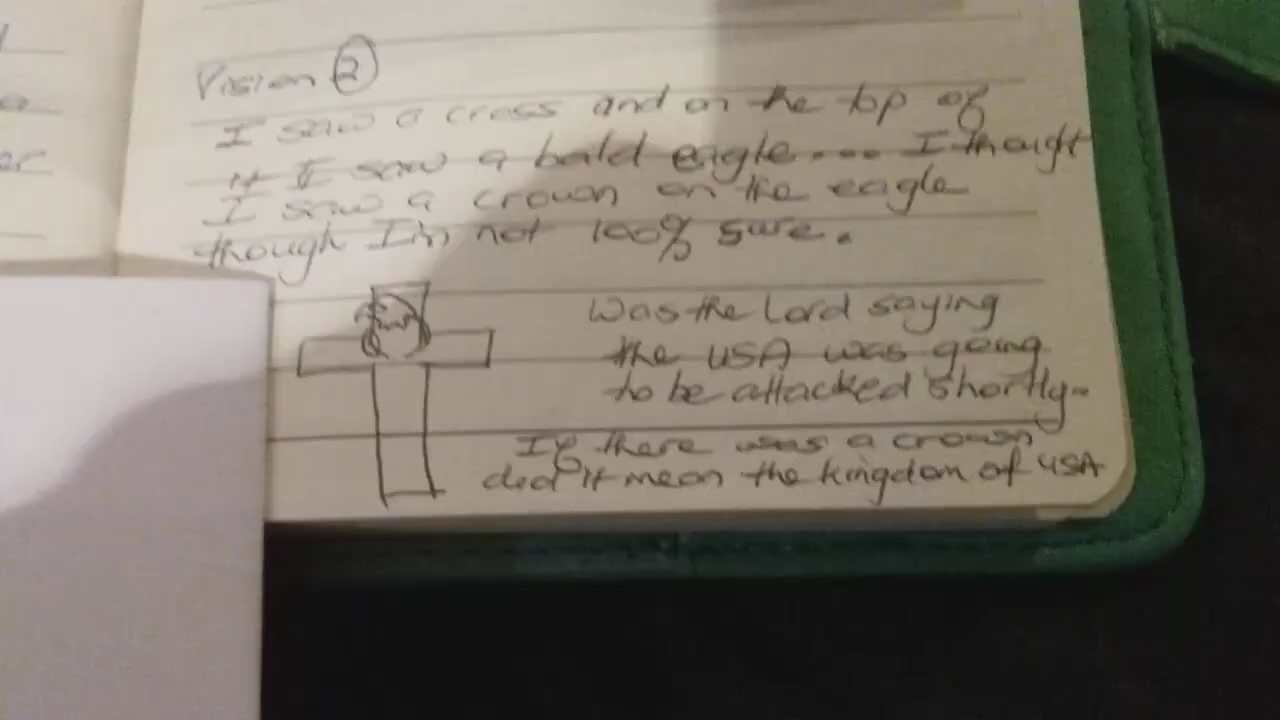 Vision 2
I saw a cross and on the top of
it I saw a bald eagle.... I thought
I saw a crown on the eagle
though I'm not 100% sure.
Was the Lord saying
the USA was going
to be attacked shortly-
If there was a crown
did it mean the kingdom of USA
er